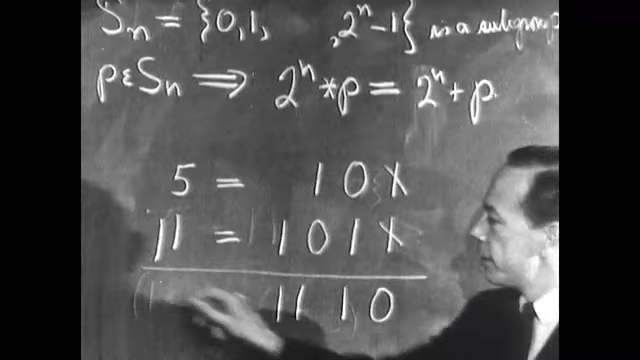 Sₙ = {0, 1,    , 2ⁿ - 1} is a subgroup
p ε Sₙ ⟹ 2ⁿ * p = 2ⁿ + p.
5 = 1 0 X
11 = 1 0 1 X
1 1 1 0